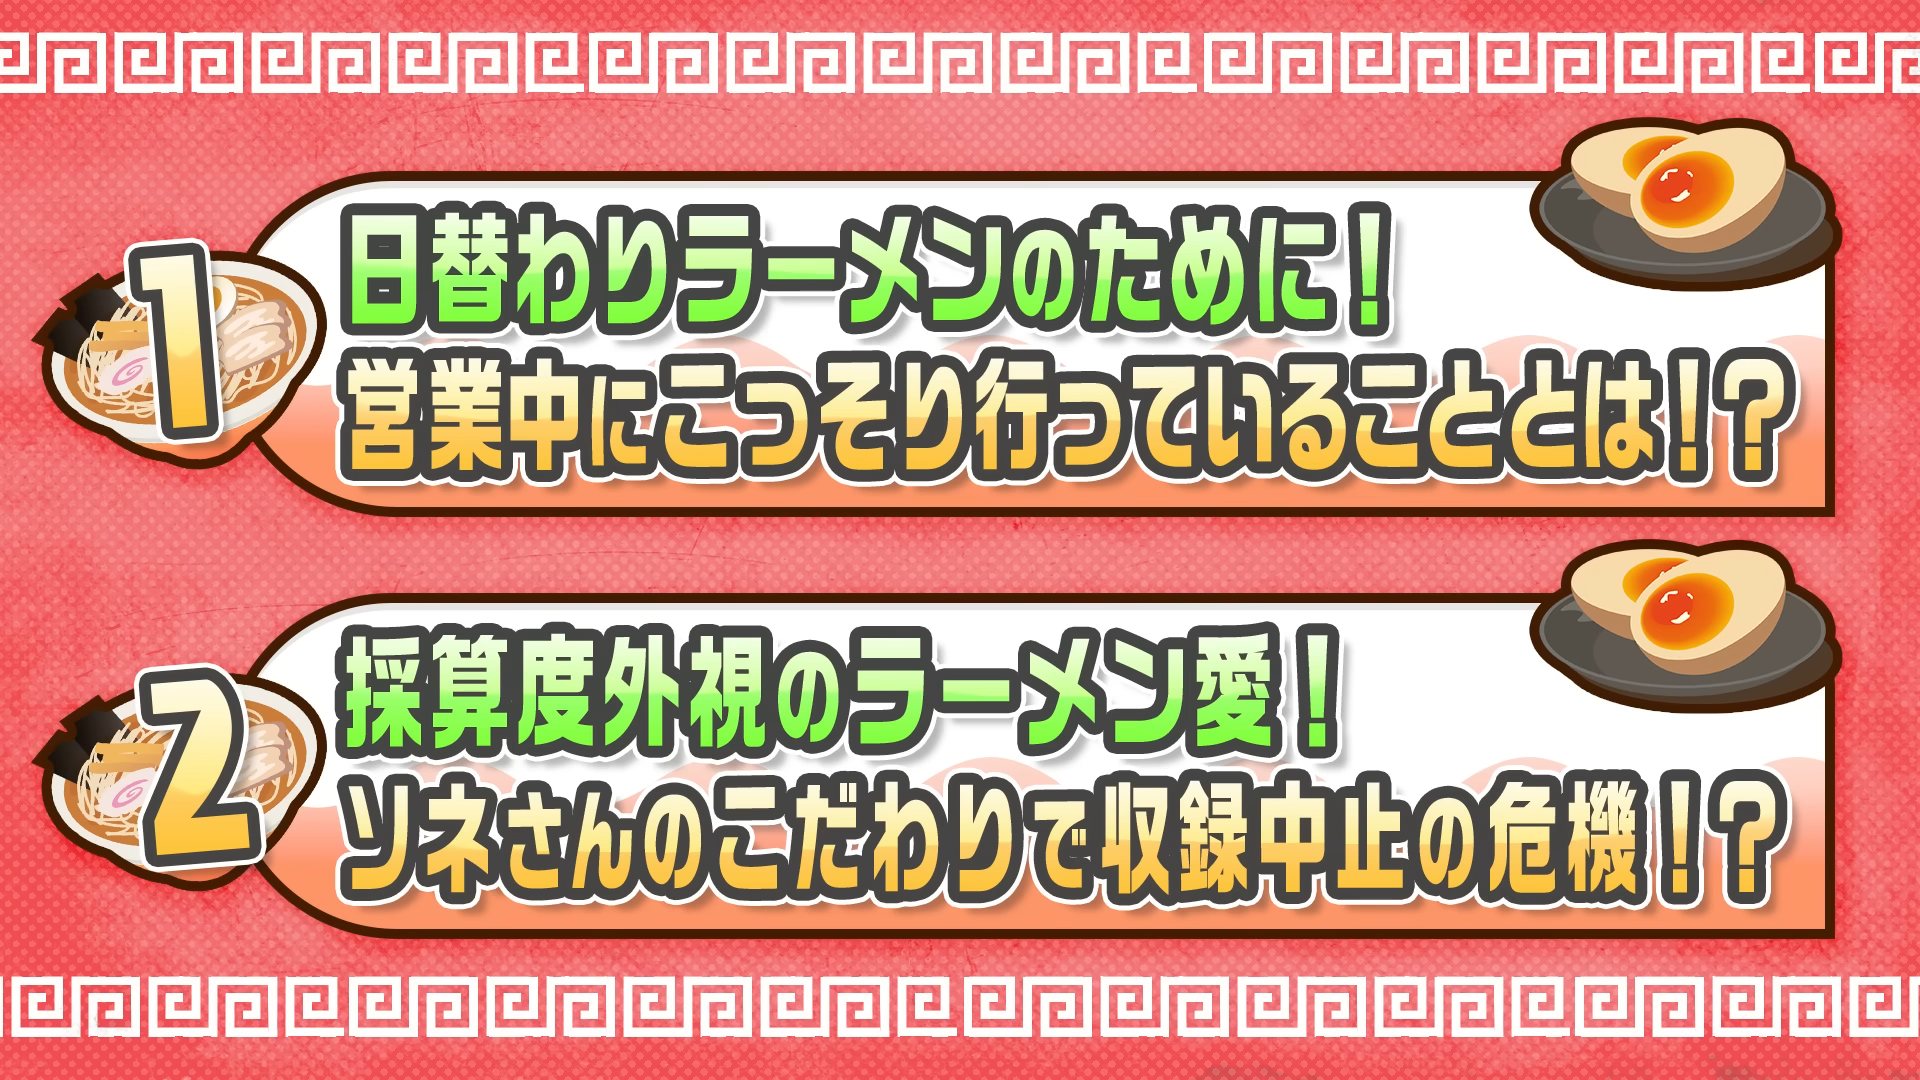 1
日替わりラーメンのために！
営業中にこっそり行っていることとは！？
2
採算度外視のラーメン愛！
ソネさんのこだわりで収録中止の危機！？